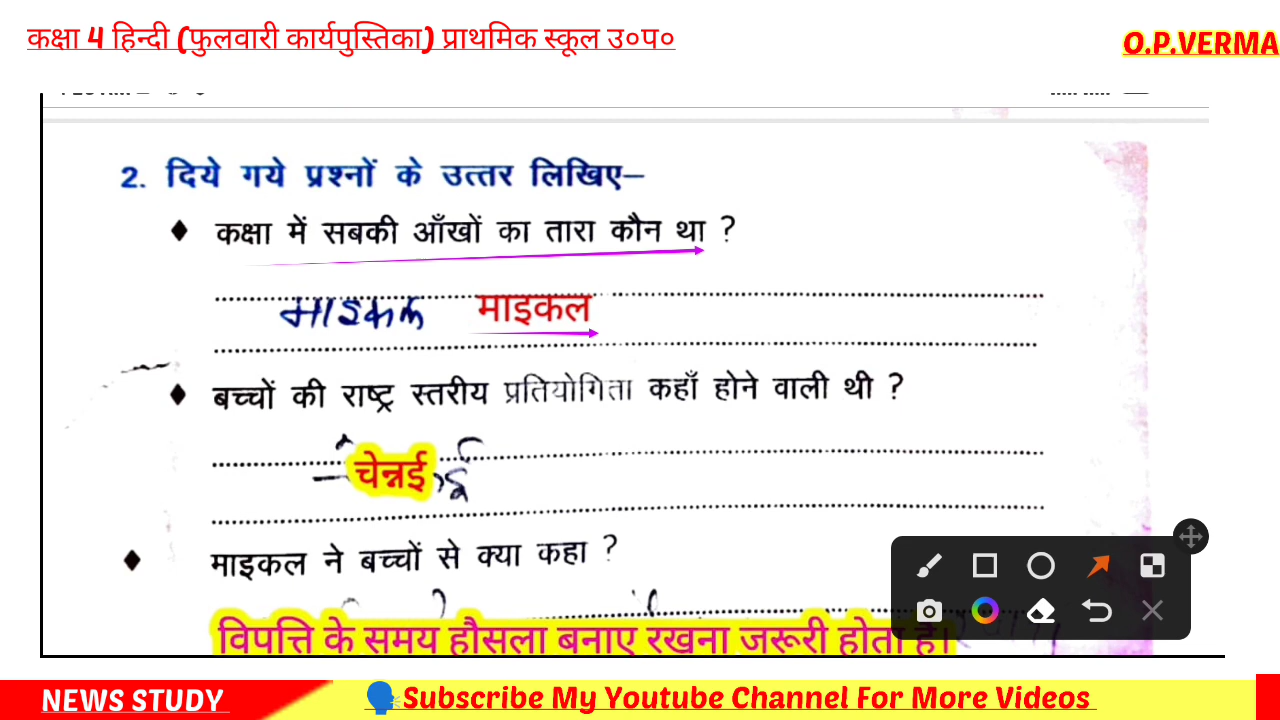 कक्षा 4 हिन्दी (फुलवारी कार्यपुस्तिका) प्राथमिक स्कूल उ०प०
O.P.VERMA
2. दिये गये प्रश्नों के उत्तर लिखिए–
♦ कक्षा में सबकी आँखों का तारा कौन था ?
माइकल माइकल
♦ बच्चों की राष्ट्र स्तरीय प्रतियोगिता कहाँ होने वाली थी ?
चेन्नई
♦ माइकल ने बच्चों से क्या कहा ?
विपत्ति के समय हौसला बनाए रखना जरूरी होता है।
NEWS STUDY
Subscribe My Youtube Channel For More Videos